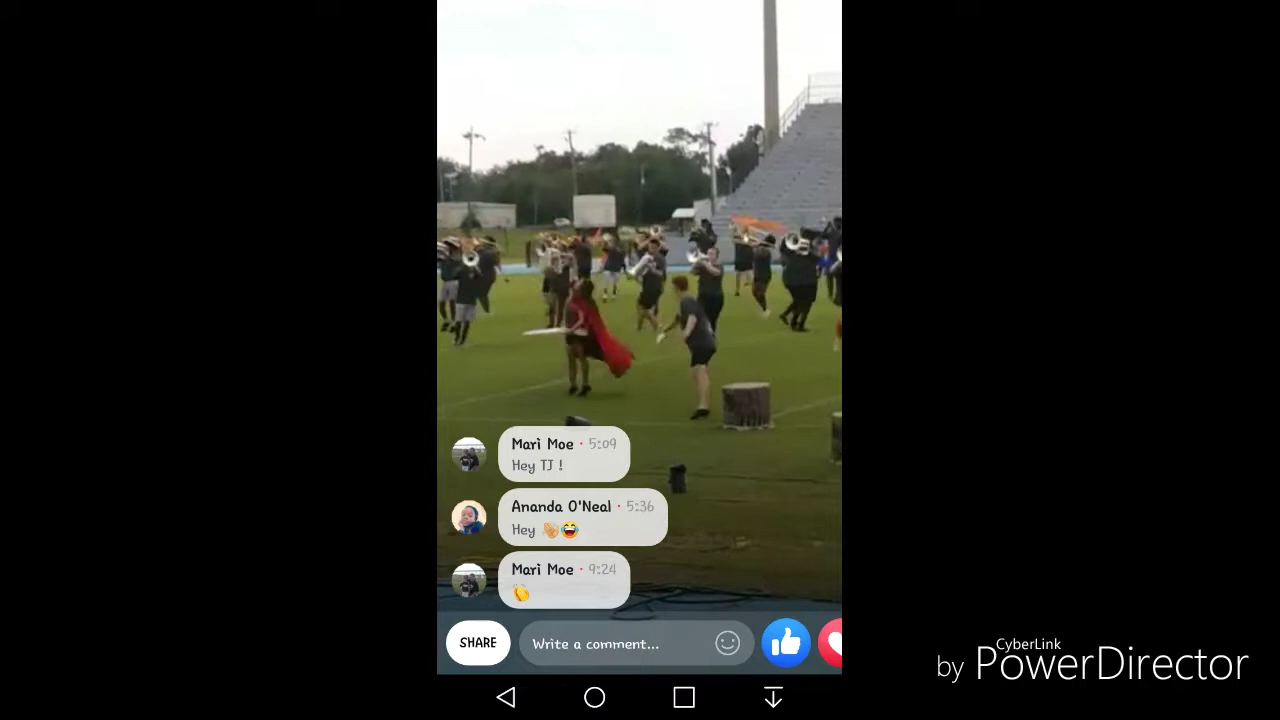 Mari Moe · 5:09
Hey TJ !
Ananda O'Neal · 5:36
Hey 👋😂
Mari Moe · 9:24
👏
SHARE
Write a comment...
CyberLink
by PowerDirector